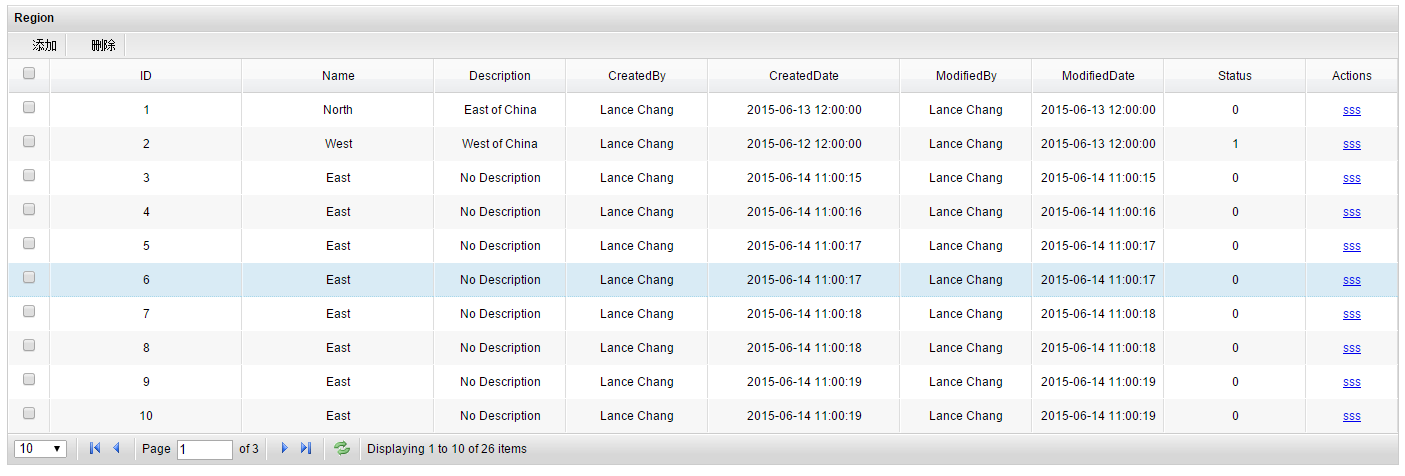 Region
添加 删除
ID Name Description CreatedBy CreatedDate ModifiedBy ModifiedDate Status Actions
1 North East of China Lance Chang 2015-06-13 12:00:00 Lance Chang 2015-06-13 12:00:00 0 sss
2 West West of China Lance Chang 2015-06-12 12:00:00 Lance Chang 2015-06-13 12:00:00 1 sss
3 East No Description Lance Chang 2015-06-14 11:00:15 Lance Chang 2015-06-14 11:00:15 0 sss
4 East No Description Lance Chang 2015-06-14 11:00:16 Lance Chang 2015-06-14 11:00:16 0 sss
5 East No Description Lance Chang 2015-06-14 11:00:17 Lance Chang 2015-06-14 11:00:17 0 sss
6 East No Description Lance Chang 2015-06-14 11:00:17 Lance Chang 2015-06-14 11:00:17 0 sss
7 East No Description Lance Chang 2015-06-14 11:00:18 Lance Chang 2015-06-14 11:00:18 0 sss
8 East No Description Lance Chang 2015-06-14 11:00:18 Lance Chang 2015-06-14 11:00:18 0 sss
9 East No Description Lance Chang 2015-06-14 11:00:19 Lance Chang 2015-06-14 11:00:19 0 sss
10 East No Description Lance Chang 2015-06-14 11:00:19 Lance Chang 2015-06-14 11:00:19 0 sss
10 Page 1 of 3 Displaying 1 to 10 of 26 items